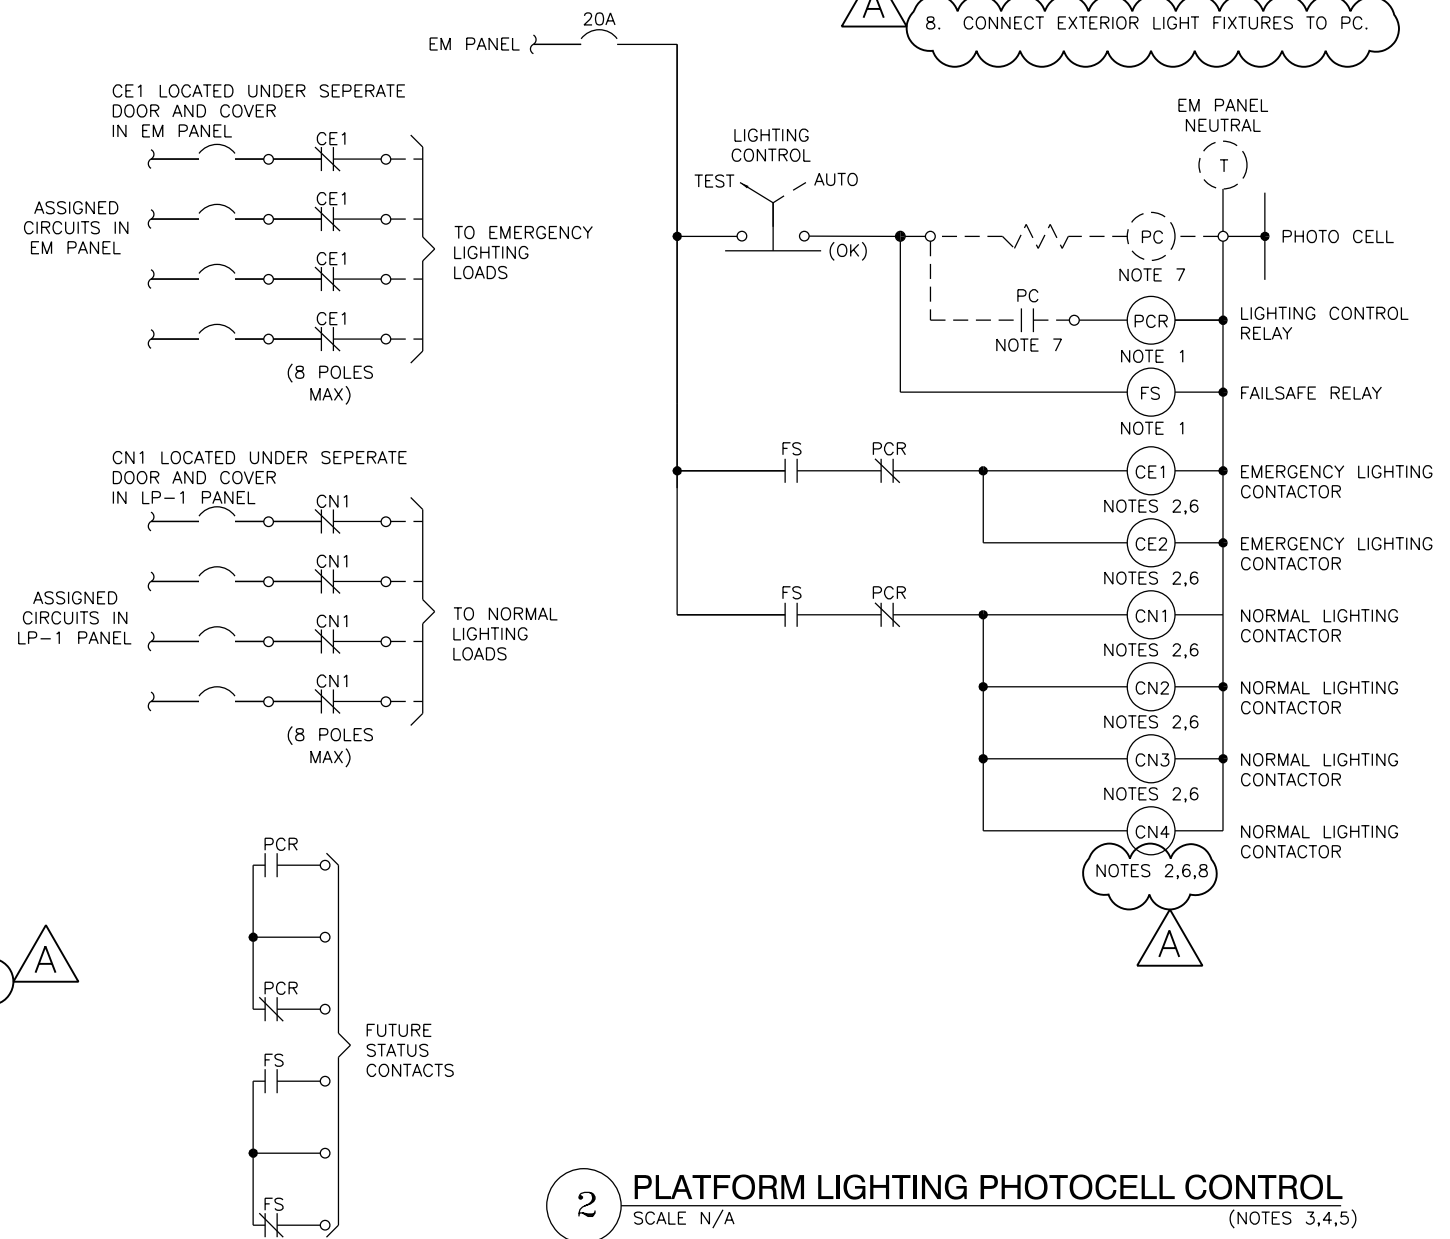 A
8. CONNECT EXTERIOR LIGHT FIXTURES TO PC.
20A
EM PANEL
CE1 LOCATED UNDER SEPERATE
DOOR AND COVER
IN EM PANEL
CE1
CE1
CE1
CE1
ASSIGNED
CIRCUITS IN
EM PANEL
TO EMERGENCY
LIGHTING
LOADS
(8 POLES
MAX)
CN1 LOCATED UNDER SEPERATE
DOOR AND COVER
IN LP-1 PANEL
CN1
CN1
CN1
CN1
ASSIGNED
CIRCUITS IN
LP-1 PANEL
TO NORMAL
LIGHTING
LOADS
(8 POLES
MAX)
EM PANEL
NEUTRAL
T
LIGHTING
CONTROL
TEST
AUTO
(OK)
PC
NOTE 7
PHOTO CELL
PC
NOTE 7
PCR
NOTE 1
LIGHTING CONTROL
RELAY
FS
NOTE 1
FAILSAFE RELAY
FS
PCR
CE1
NOTES 2,6
EMERGENCY LIGHTING
CONTACTOR
CE2
NOTES 2,6
EMERGENCY LIGHTING
CONTACTOR
FS
PCR
CN1
NOTES 2,6
NORMAL LIGHTING
CONTACTOR
CN2
NOTES 2,6
NORMAL LIGHTING
CONTACTOR
CN3
NOTES 2,6
NORMAL LIGHTING
CONTACTOR
CN4
NOTES 2,6,8
NORMAL LIGHTING
CONTACTOR
A
A
PCR
PCR
FS
FS
FUTURE
STATUS
CONTACTS
2
PLATFORM LIGHTING PHOTOCELL CONTROL
SCALE N/A
(NOTES 3,4,5)